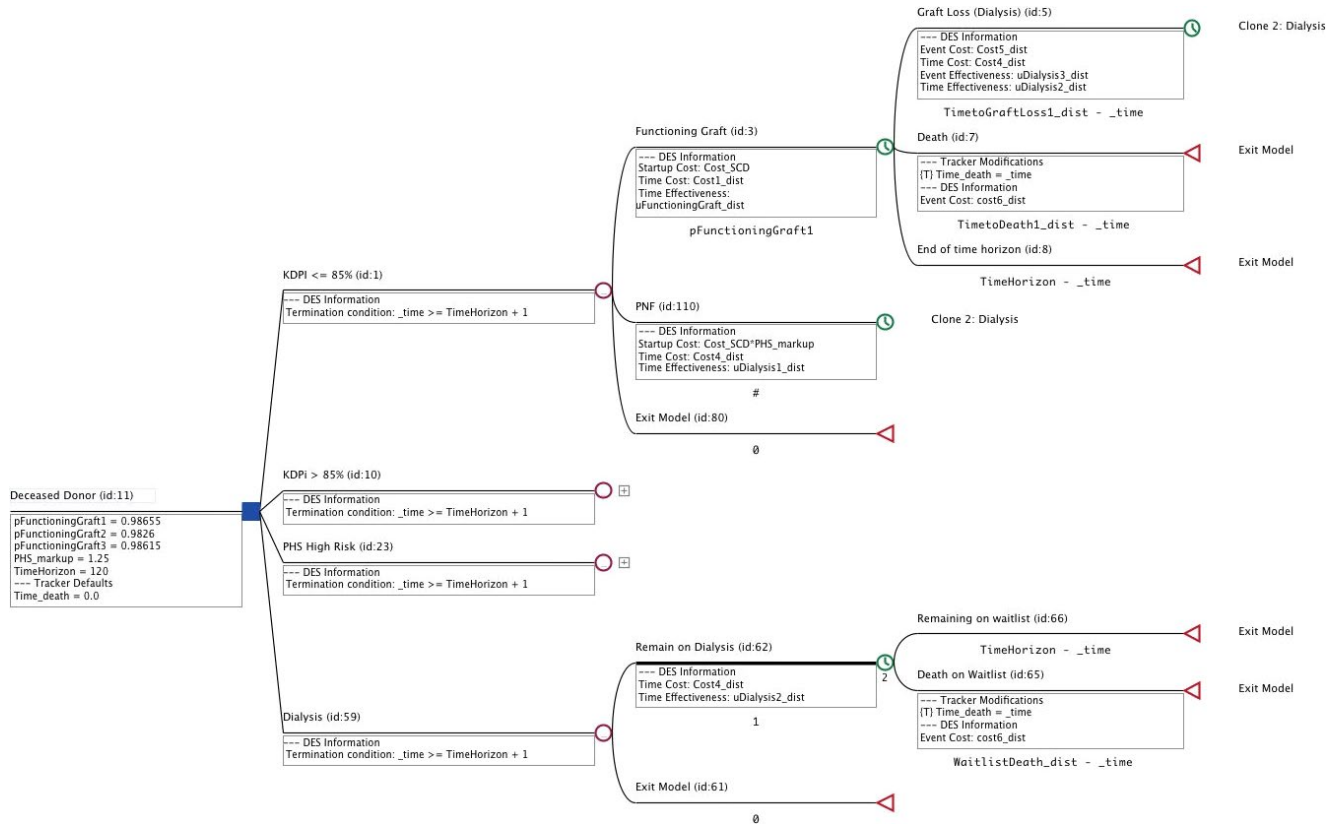 Graft Loss (Dialysis) (id:5)
--- DES Information
Event Cost: Cost5_dist
Time Cost: Cost4_dist
Event Effectiveness: uDialysis3_dist
Time Effectiveness: uDialysis2_dist
TimetoGraftLoss1_dist - _time
Clone 2: Dialysis
Functioning Graft (id:3)
--- DES Information
Startup Cost: Cost_SCD
Time Cost: Cost1_dist
Time Effectiveness:
uFunctioningGraft_dist
pFunctioningGraft1
Death (id:7)
--- Tracker Modifications
{T} Time_death = _time
--- DES Information
Event Cost: cost6_dist
TimetoDeath1_dist - _time
Exit Model
End of time horizon (id:8)
TimeHorizon - _time
Exit Model
KDPI <= 85% (id:1)
--- DES Information
Termination condition: _time >= TimeHorizon + 1
PNF (id:110)
--- DES Information
Startup Cost: Cost_SCD*PHS_markup
Time Cost: Cost4_dist
Time Effectiveness: uDialysis1_dist
#
Clone 2: Dialysis
Exit Model (id:80)
0
Deceased Donor (id:11)
pFunctioningGraft1 = 0.98655
pFunctioningGraft2 = 0.9826
pFunctioningGraft3 = 0.98615
PHS_markup = 1.25
TimeHorizon = 120
--- Tracker Defaults
Time_death = 0.0
KDPi > 85% (id:10)
--- DES Information
Termination condition: _time >= TimeHorizon + 1
PHS High Risk (id:23)
--- DES Information
Termination condition: _time >= TimeHorizon + 1
Dialysis (id:59)
--- DES Information
Termination condition: _time >= TimeHorizon + 1
Remain on Dialysis (id:62)
--- DES Information
Time Cost: Cost4_dist
Time Effectiveness: uDialysis2_dist
1
2
Remaining on waitlist (id:66)
TimeHorizon - _time
Exit Model
Death on Waitlist (id:65)
--- Tracker Modifications
{T} Time_death = _time
--- DES Information
Event Cost: cost6_dist
WaitlistDeath_dist - _time
Exit Model
Exit Model (id:61)
0